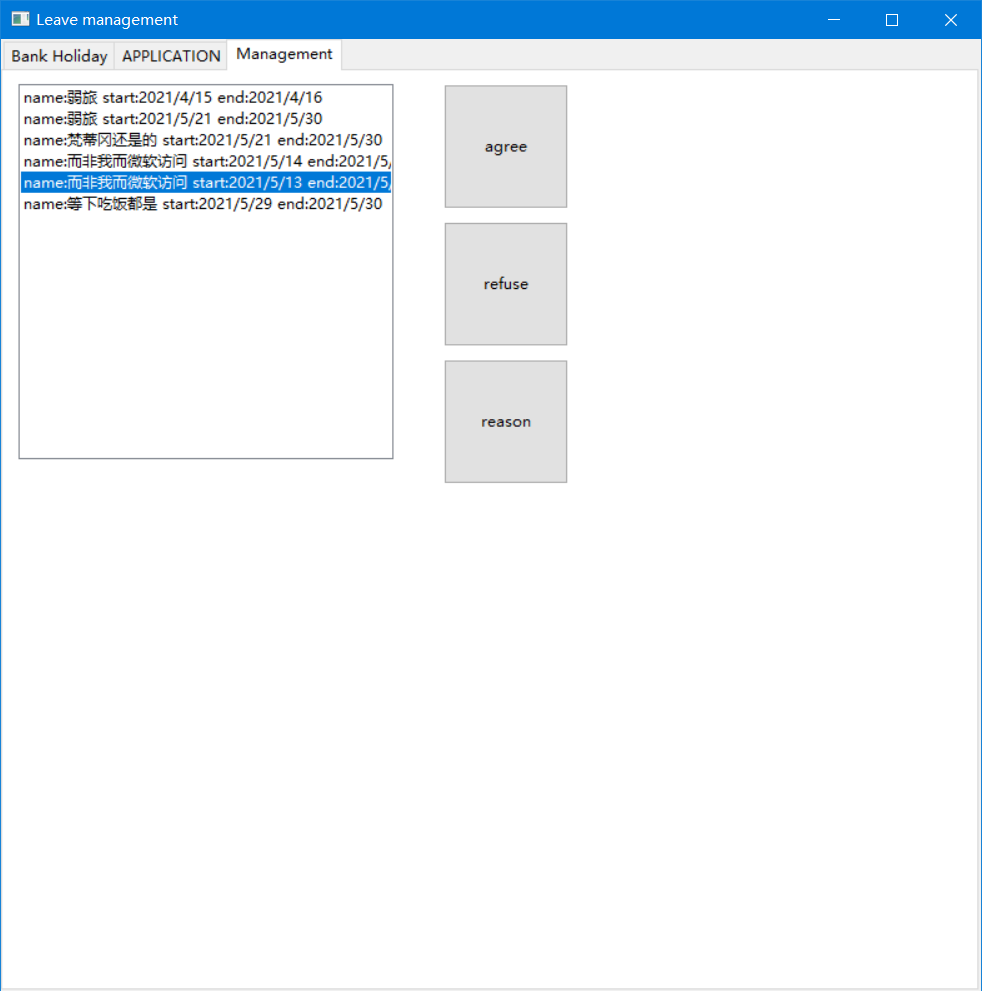 Leave management
Bank Holiday APPLICATION Management
name:弱旅 start:2021/4/15 end:2021/4/16
name:弱旅 start:2021/5/21 end:2021/5/30
name:梵蒂冈还是的 start:2021/5/21 end:2021/5/30
name:而非我而微软访问 start:2021/5/14 end:2021/5/
name:而非我而微软访问 start:2021/5/13 end:2021/5/
name:等下吃饭都是 start:2021/5/29 end:2021/5/30
agree
refuse
reason